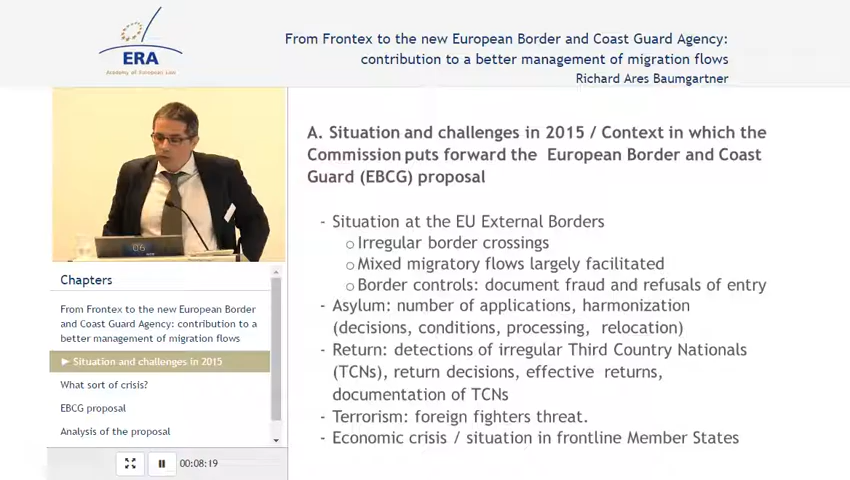 ERA
Academy of European Law
From Frontex to the new European Border and Coast Guard Agency:
contribution to a better management of migration flows
Richard Ares Baumgartner
06
Chapters
From Frontex to the new European Border
and Coast Guard Agency: contribution to a
better management of migration flows
► Situation and challenges in 2015
What sort of crisis?
EBCG proposal
Analysis of the proposal
00:08:19
A. Situation and challenges in 2015 / Context in which the
Commission puts forward the European Border and Coast
Guard (EBCG) proposal
- Situation at the EU External Borders
o Irregular border crossings
o Mixed migratory flows largely facilitated
o Border controls: document fraud and refusals of entry
- Asylum: number of applications, harmonization
(decisions, conditions, processing, relocation)
- Return: detections of irregular Third Country Nationals
(TCNs), return decisions, effective returns,
documentation of TCNs
- Terrorism: foreign fighters threat.
- Economic crisis / situation in frontline Member States